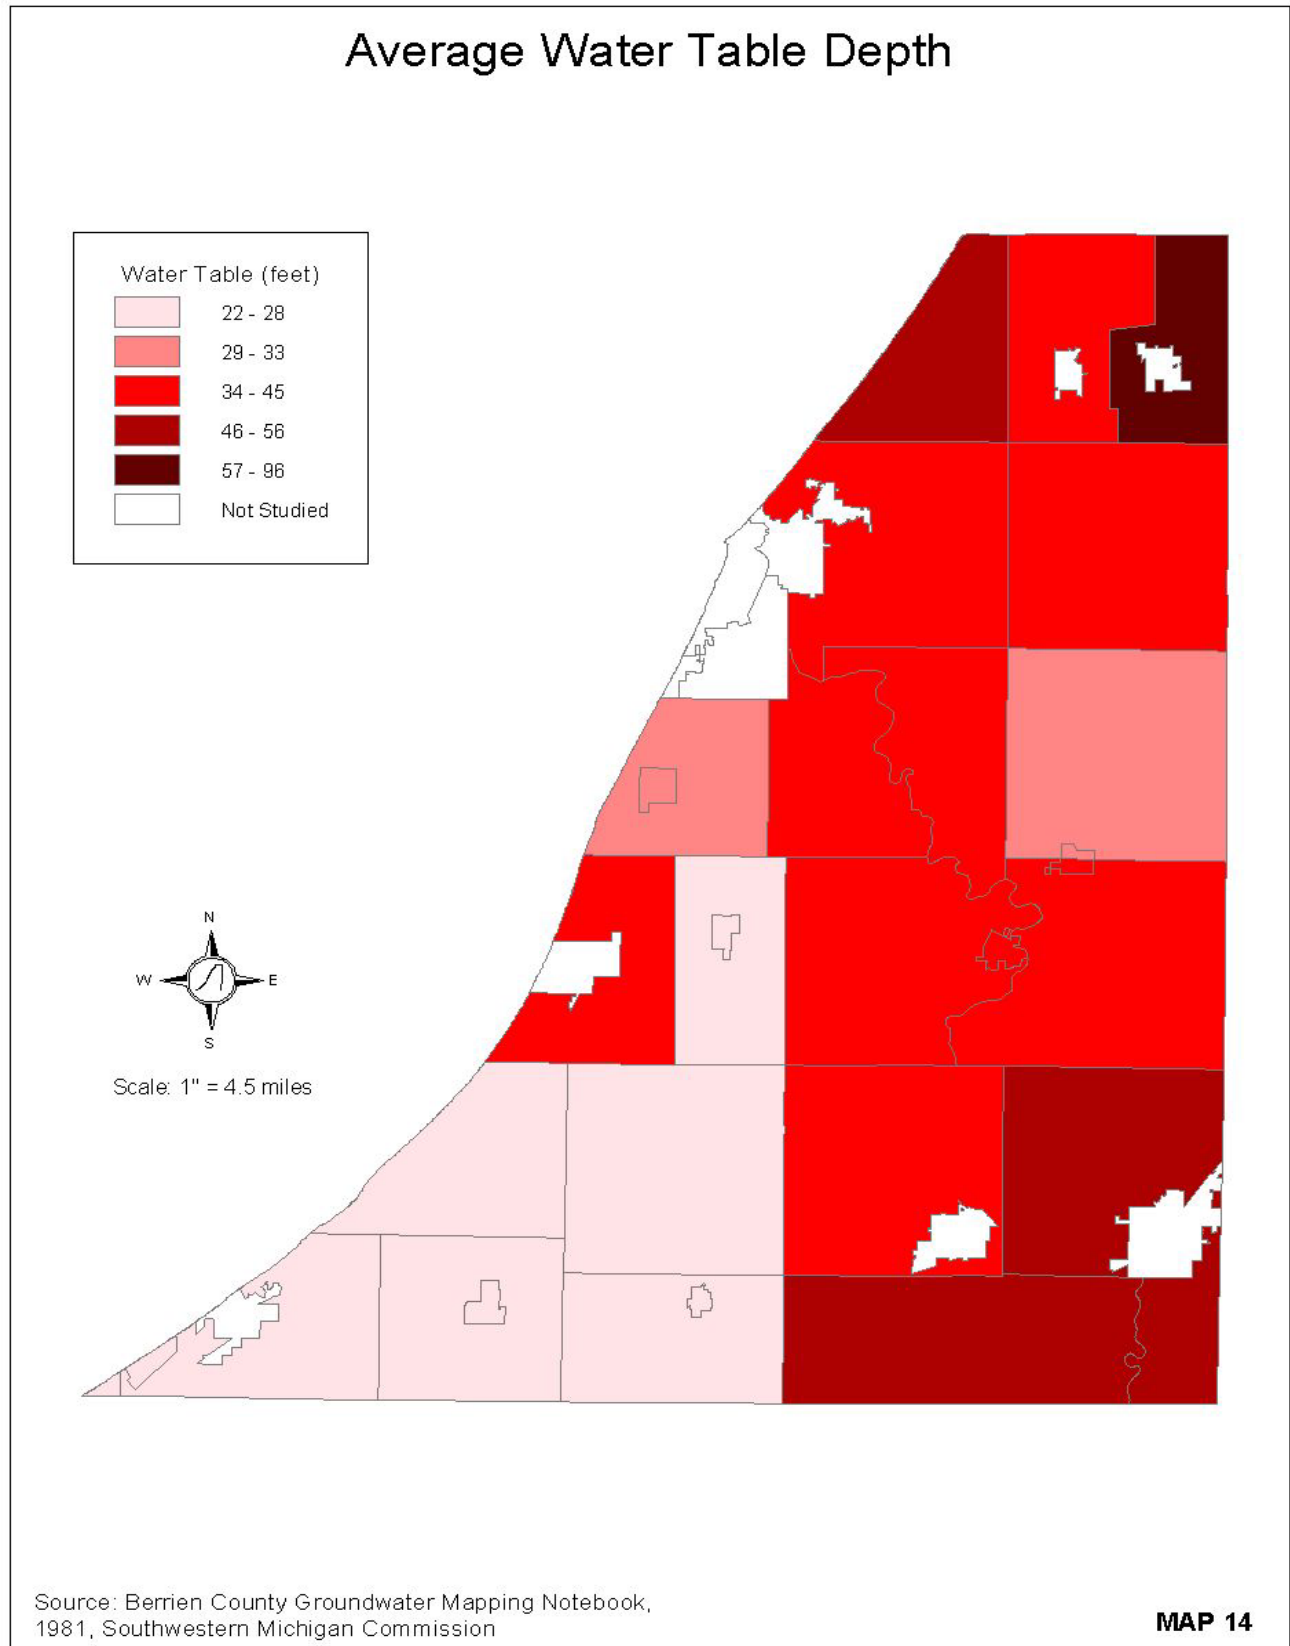 Average Water Table Depth
Water Table (feet)
22 - 28
29 - 33
34 - 45
46 - 56
57 - 96
Not Studied
N
W
E
S
Scale: 1" = 4.5 miles
Source: Berrien County Groundwater Mapping Notebook,
1981, Southwestern Michigan Commission
MAP 14